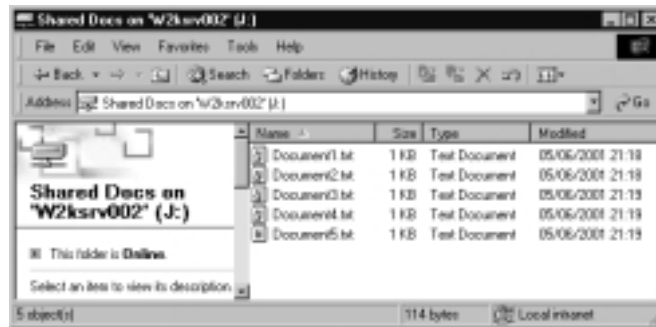 Shared Docs on 'W2ksrv002' (J:)
File Edit View Favorites Tools Help
Back Search Folders History
Address Shared Docs on 'W2ksrv002' (J:) Go
Name Size Type Modified
Document1.txt 1 KB Text Document 05/06/2001 21:18
Document2.txt 1 KB Text Document 05/06/2001 21:18
Document3.txt 1 KB Text Document 05/06/2001 21:19
Document4.txt 1 KB Text Document 05/06/2001 21:19
Document5.txt 1 KB Text Document 05/06/2001 21:19
Shared Docs on
'W2ksrv002' (J:)
This folder is Online.
Select an item to view its description.
5 object(s) 114 bytes Local intranet